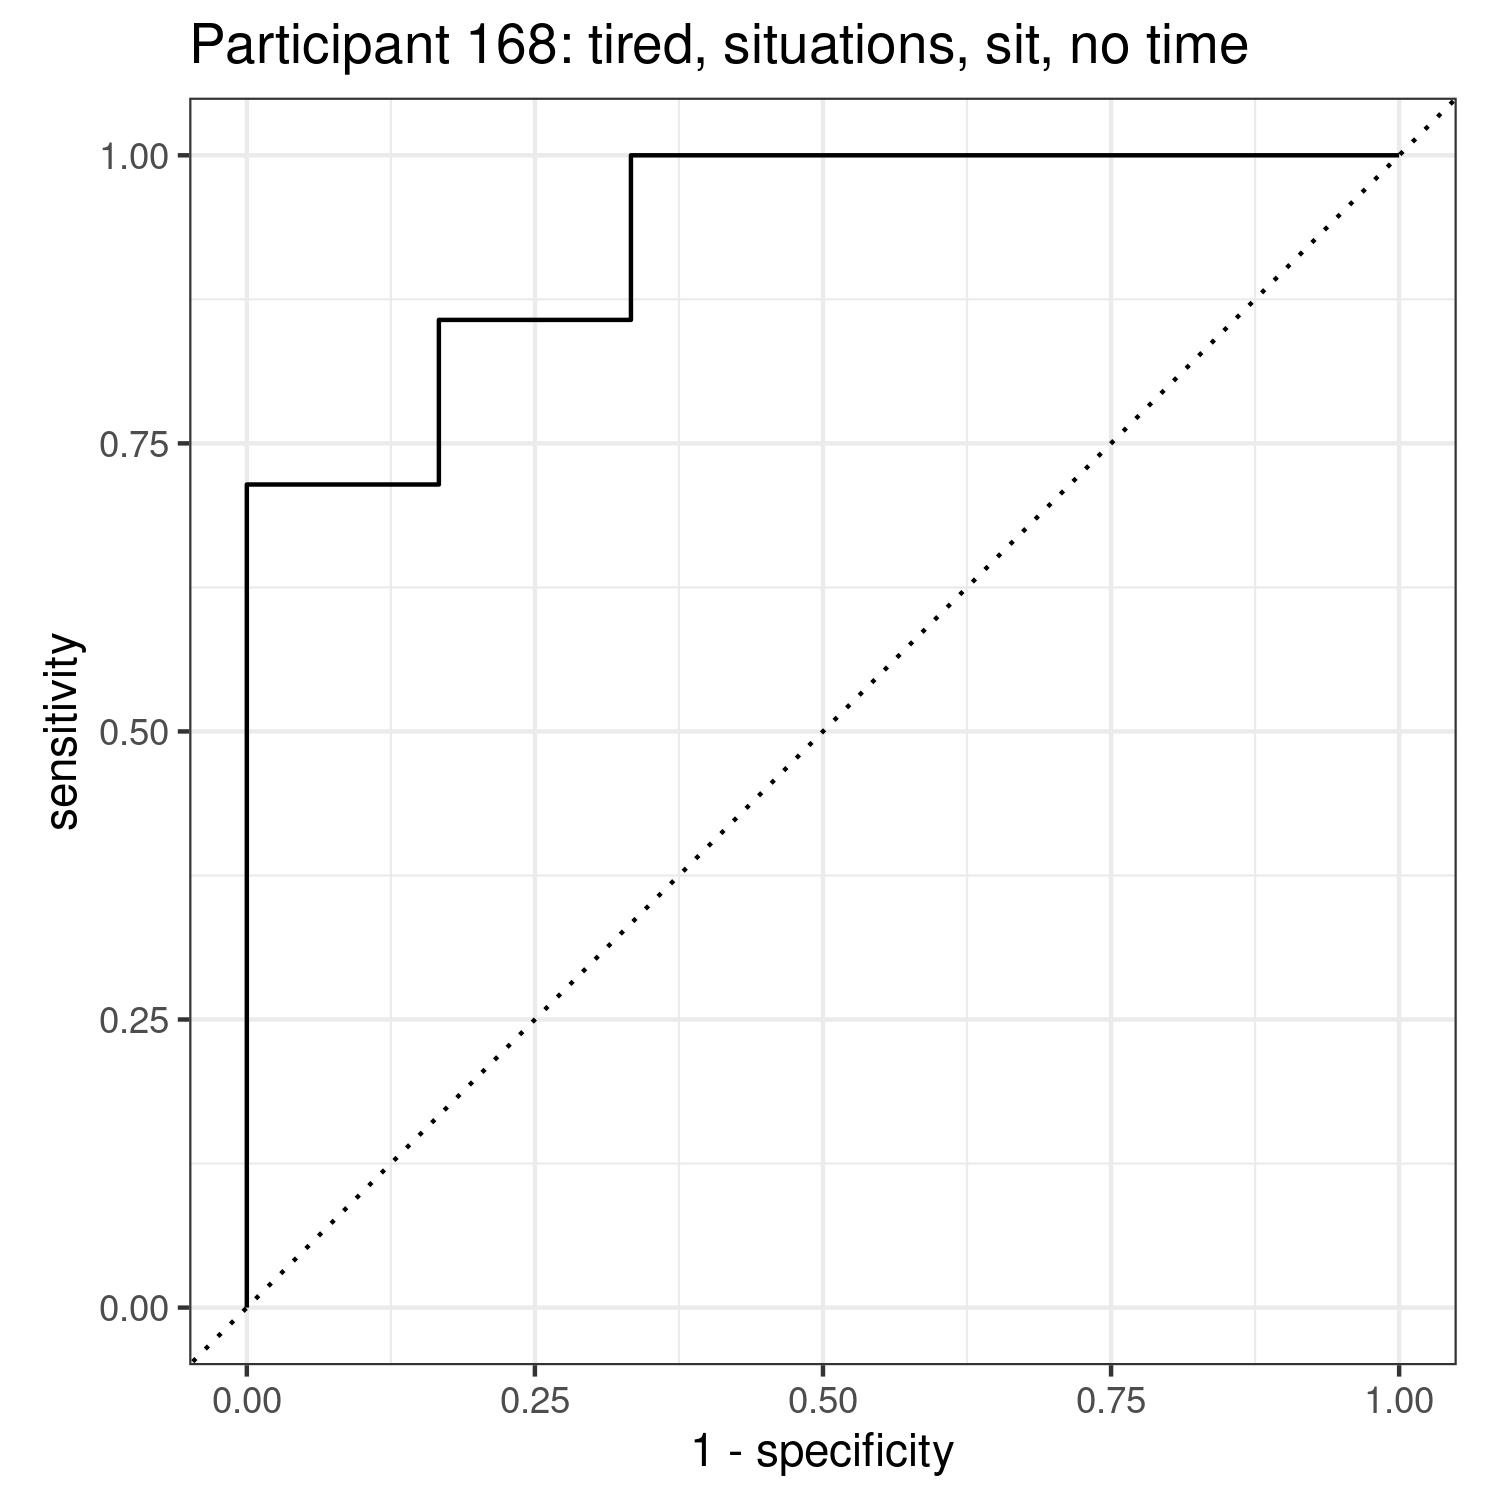 Participant 168: tired, situations, sit, no time
1.00
0.75
0.50
0.25
0.00
sensitivity
0.00 0.25 0.50 0.75 1.00
1 - specificity